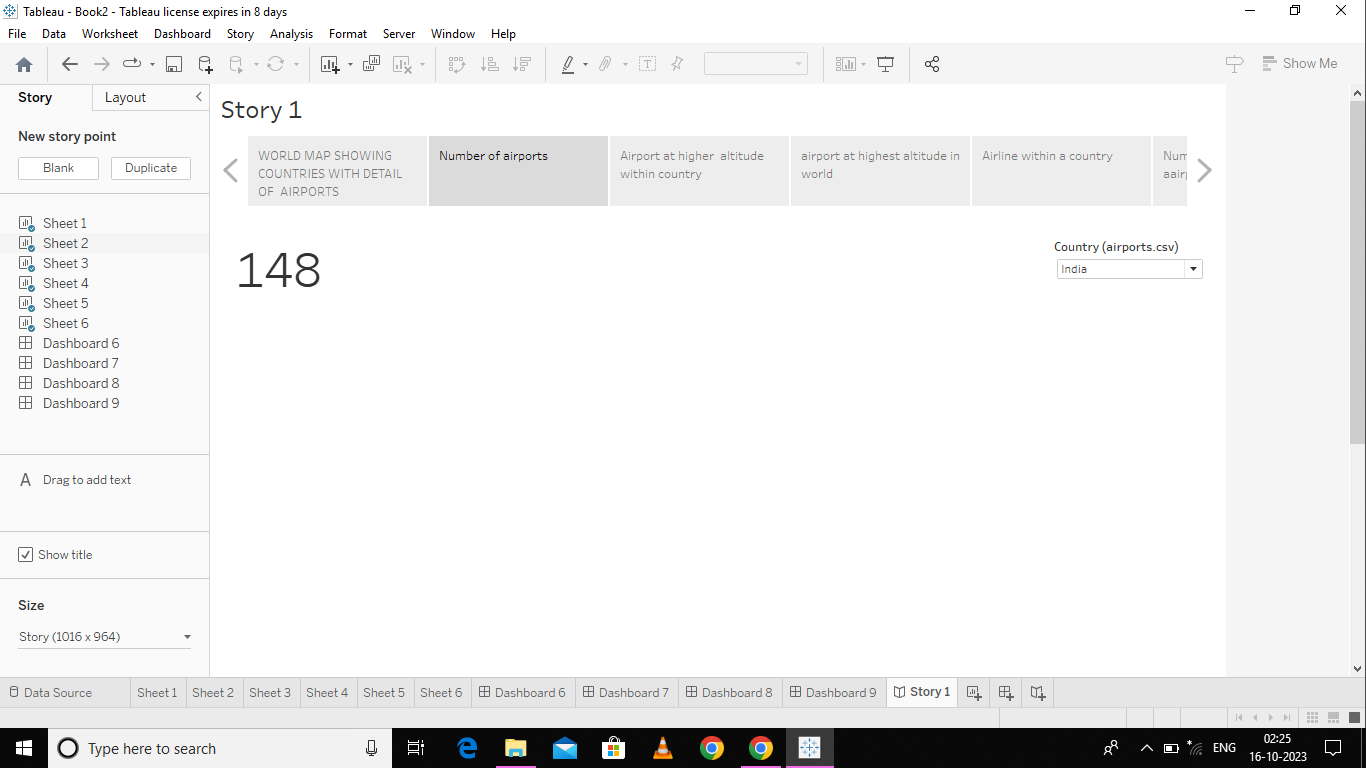 Tableau - Book2 - Tableau license expires in 8 days
File Data Worksheet Dashboard Story Analysis Format Server Window Help
Show Me
Story Layout
New story point
Blank Duplicate
Sheet 1
Sheet 2
Sheet 3
Sheet 4
Sheet 5
Sheet 6
Dashboard 6
Dashboard 7
Dashboard 8
Dashboard 9
A Drag to add text
Show title
Size
Story (1016 x 964)
Story 1
WORLD MAP SHOWING
COUNTRIES WITH DETAIL
OF AIRPORTS
Number of airports
Airport at higher altitude
within country
airport at highest altitude in
world
Airline within a country
Num
aairp
148
Country (airports.csv)
India
Data Source Sheet 1 Sheet 2 Sheet 3 Sheet 4 Sheet 5 Sheet 6 Dashboard 6 Dashboard 7 Dashboard 8 Dashboard 9 Story 1
Type here to search
ENG
02:25
16-10-2023